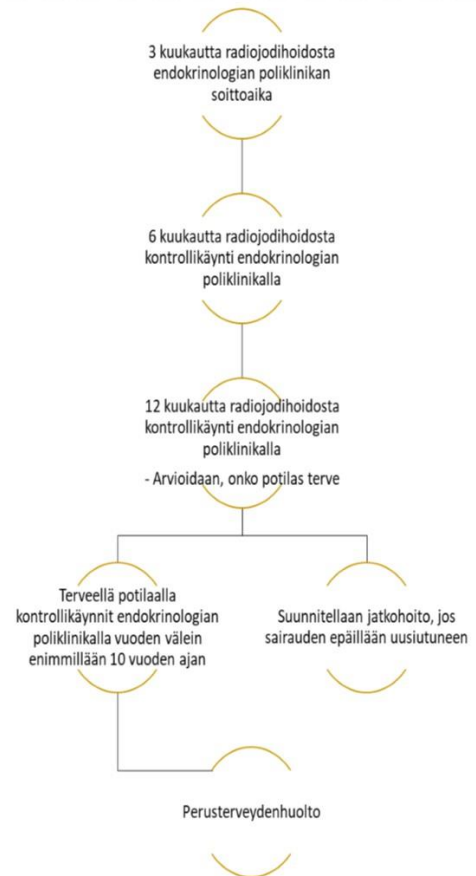 3 kuukautta radiojodihoidosta
endokrinologian poliklinikan
soittoaika
6 kuukautta radiojodihoidosta
kontrollikäynti endokrinologian
poliklinikalla
12 kuukautta radiojodihoidosta
kontrollikäynti endokrinologian
poliklinikalla
- Arvioidaan, onko potilas terve
Terveellä potilaalla
kontrollikäynnit endokrinologian
poliklinikalla vuoden välein
enimmillään 10 vuoden ajan
Suunnitellaan jatkohoito, jos
sairauden epäillään uusiutuneen
Perusterveydenhuolto